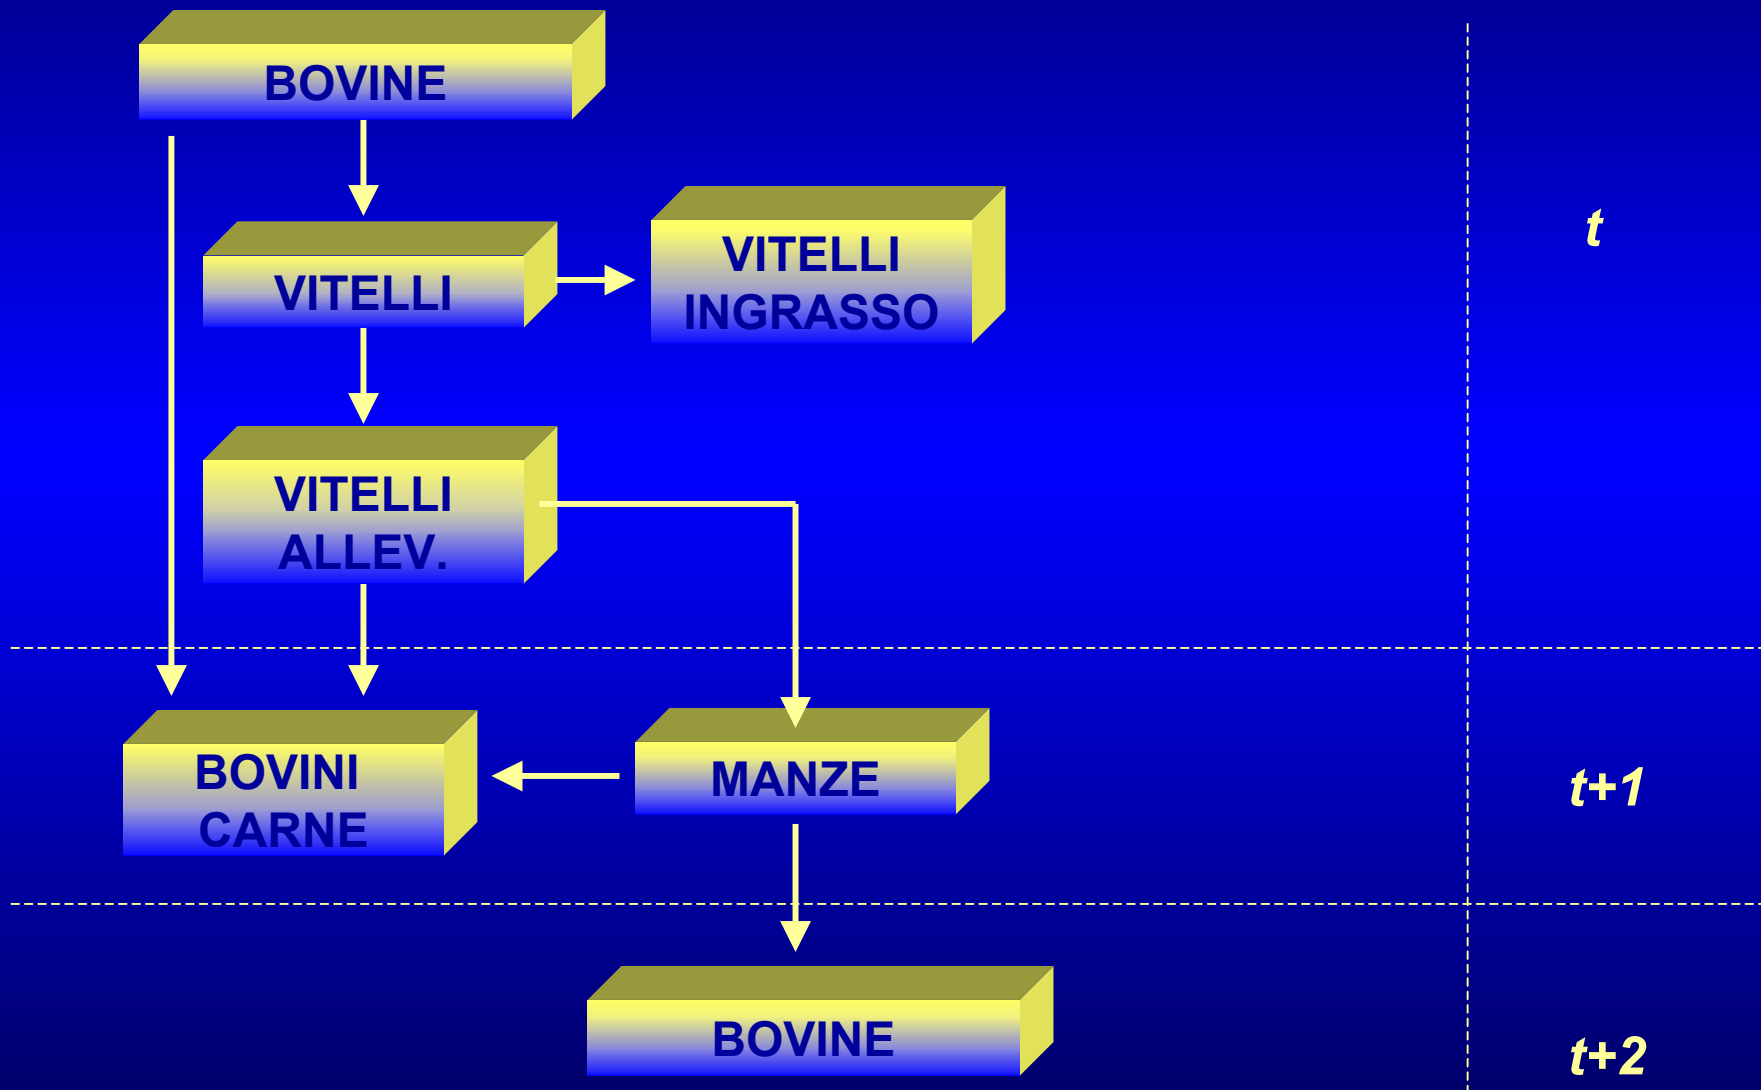 BOVINE
VITELLI
VITELLI
INGRASSO
t
VITELLI
ALLEV.
BOVINI
CARNE
MANZE
t+1
BOVINE
t+2